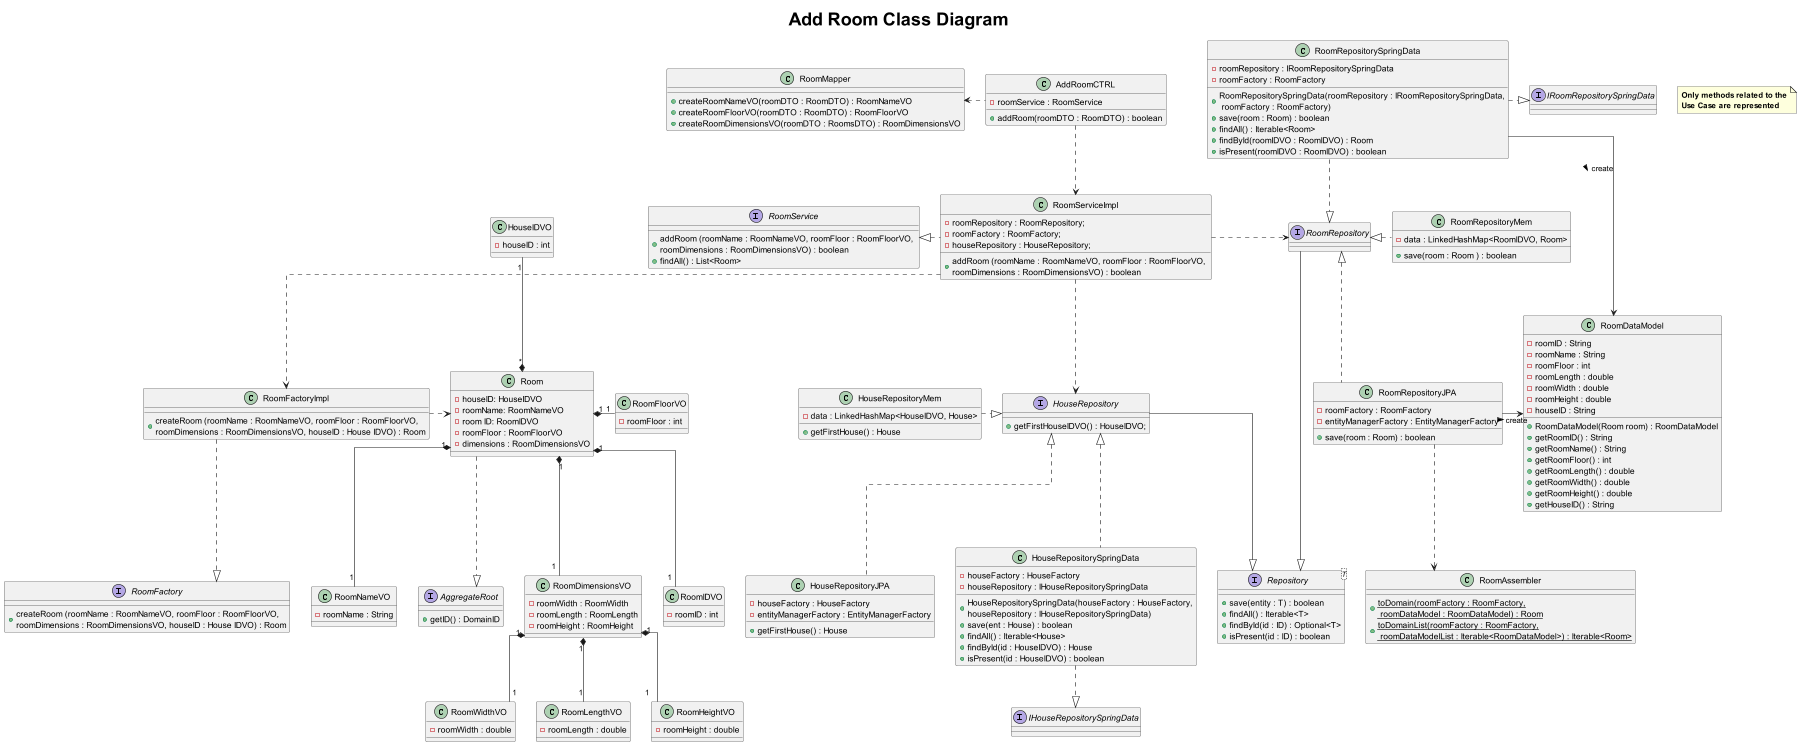 Add Room Class Diagram
C RoomMapper
createRoomNameVO(roomDTO : RoomDTO) : RoomNameVO
createRoomFloorVO(roomDTO : RoomDTO) : RoomFloorVO
createRoomDimensionsVO(roomDTO : RoomsDTO) : RoomDimensionsVO
C AddRoomCTRL
roomService : RoomService
addRoom(roomDTO : RoomDTO) : boolean
C RoomRepositorySpringData
roomRepository : IRoomRepositorySpringData
roomFactory : RoomFactory
RoomRepositorySpringData(roomRepository : IRoomRepositorySpringData,
roomFactory : RoomFactory)
save(room : Room) : boolean
findAll() : Iterable<Room>
findById(roomIDVO : RoomIDVO) : Room
isPresent(roomIDVO : RoomIDVO) : boolean
I IRoomRepositorySpringData
Only methods related to the
Use Case are represented
create
C HouseIDVO
houseID : int
1
*
I RoomService
addRoom (roomName : RoomNameVO, roomFloor : RoomFloorVO,
roomDimensions : RoomDimensionsVO) : boolean
findAll() : List<Room>
C RoomServiceImpl
roomRepository : RoomRepository;
roomFactory : RoomFactory;
houseRepository : HouseRepository;
addRoom (roomName : RoomNameVO, roomFloor : RoomFloorVO,
roomDimensions : RoomDimensionsVO) : boolean
I RoomRepository
C RoomRepositoryMem
data : LinkedHashMap<RoomIDVO, Room>
save(room : Room ) : boolean
C RoomDataModel
roomID : String
roomName : String
roomFloor : int
roomLength : double
roomWidth : double
roomHeight : double
houseID : String
RoomDataModel(Room room) : RoomDataModel
getRoomID() : String
getRoomName() : String
getRoomFloor() : int
getRoomLength() : double
getRoomWidth() : double
getRoomHeight() : double
getHouseID() : String
C RoomFactoryImpl
createRoom (roomName : RoomNameVO, roomFloor : RoomFloorVO,
roomDimensions : RoomDimensionsVO, houseID : House IDVO) : Room
C Room
houseID: HouseIDVO
roomName: RoomNameVO
room ID: RoomIDVO
roomFloor : RoomFloorVO
dimensions : RoomDimensionsVO
1 1
C RoomFloorVO
roomFloor : int
1
1
1
C HouseRepositoryMem
data : LinkedHashMap<HouseIDVO, House>
getFirstHouse() : House
I HouseRepository
getFirstHouseIDVO() : HouseIDVO;
C RoomRepositoryJPA
roomFactory : RoomFactory
entityManagerFactory : EntityManagerFactory
save(room : Room) : boolean
create
I RoomFactory
createRoom (roomName : RoomNameVO, roomFloor : RoomFloorVO,
roomDimensions : RoomDimensionsVO, houseID : House IDVO) : Room
1
C RoomNameVO
roomName : String
I AggregateRoot
getID() : DomainID
1
C RoomDimensionsVO
roomWidth : RoomWidth
roomLength : RoomLength
roomHeight : RoomHeight
1
C RoomIDVO
roomID : int
1
1
1
C HouseRepositoryJPA
houseFactory : HouseFactory
entityManagerFactory : EntityManagerFactory
getFirstHouse() : House
C HouseRepositorySpringData
houseFactory : HouseFactory
houseRepository : IHouseRepositorySpringData
HouseRepositorySpringData(houseFactory : HouseFactory,
houseRepository : IHouseRepositorySpringData)
save(ent : House) : boolean
findAll() : Iterable<House>
findById(id : HouseIDVO) : House
isPresent(id : HouseIDVO) : boolean
I Repository
save(entity : T) : boolean
findAll() : Iterable<T>
findById(id : ID) : Optional<T>
isPresent(id : ID) : boolean
C RoomAssembler
toDomain(roomFactory : RoomFactory,
roomDataModel : RoomDataModel) : Room
toDomainList(roomFactory : RoomFactory,
roomDataModelList : Iterable<RoomDataModel>) : Iterable<Room>
1
C RoomWidthVO
roomWidth : double
1
C RoomLengthVO
roomLength : double
1
C RoomHeightVO
roomHeight : double
I IHouseRepositorySpringData